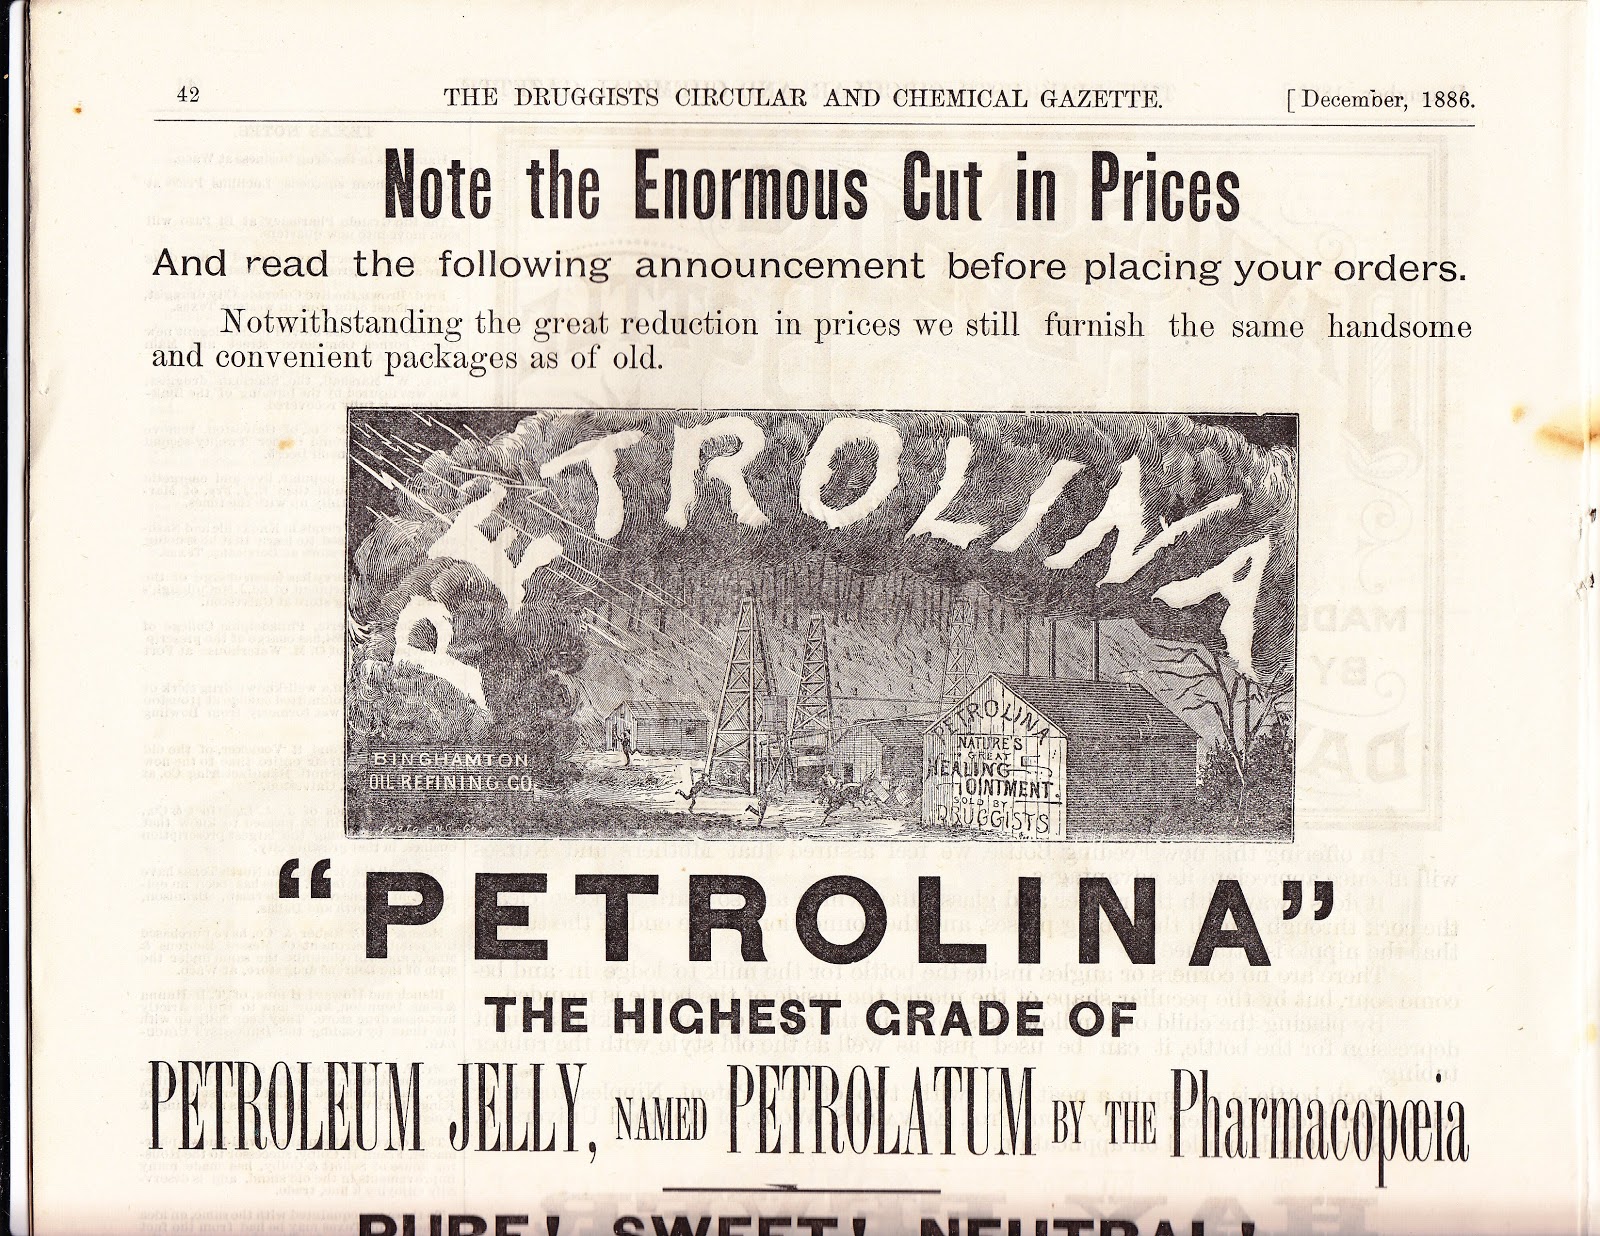 42 THE DRUGGISTS CIRCULAR AND CHEMICAL GAZETTE. [ December, 1886.
Note the Enormous Cut in Prices
And read the following announcement before placing your orders.
Notwithstanding the great reduction in prices we still furnish the same handsome
and convenient packages as of old.
PETROLINA
BINGHAMTON
OIL REFINING CO
PETROLINA
NATURE'S
GREAT
HEALING
OINTMENT.
SOLD BY
DRUGGISTS
“PETROLINA”
THE HIGHEST GRADE OF
PETROLEUM JELLY, NAMED PETROLATUM BY THE Pharmacopœia
PURE! SWEET! NEUTRAL!